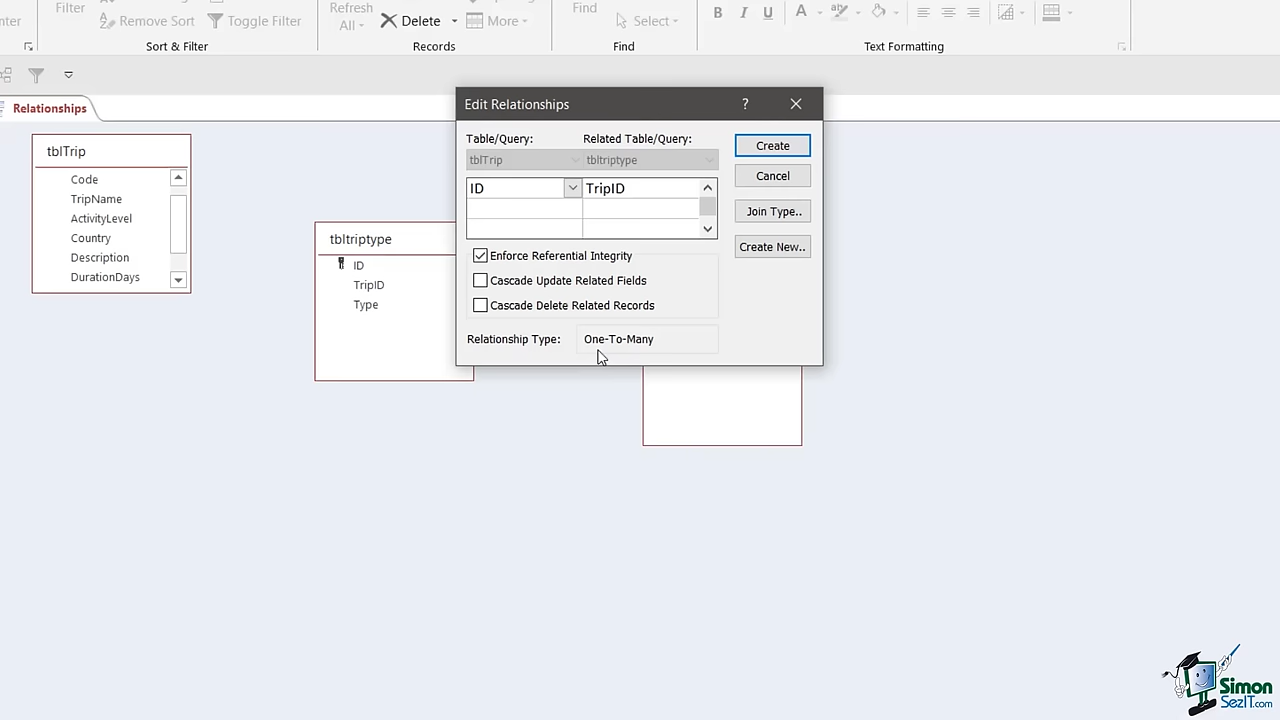 Filter
Remove Sort
Toggle Filter
Refresh
All
Delete
More
Find
Select
B I U A ab
Sort & Filter
Records
Find
Text Formatting
Relationships
tblTrip
Code
TripName
ActivityLevel
Country
Description
DurationDays
tbltriptype
ID
TripID
Type
Edit Relationships
?
Table/Query:
Related Table/Query:
tblTrip
tbltriptype
ID
TripID
Enforce Referential Integrity
Cascade Update Related Fields
Cascade Delete Related Records
Relationship Type:
One-To-Many
Create
Cancel
Join Type..
Create New..
Simon
SezIT.com